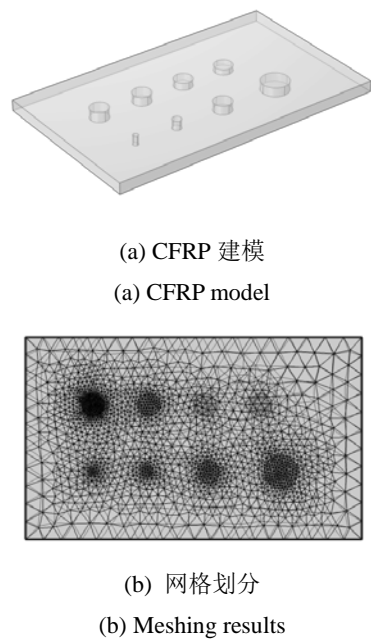 (a) CFRP 建模
(a) CFRP model
(b) 网格划分
(b) Meshing results